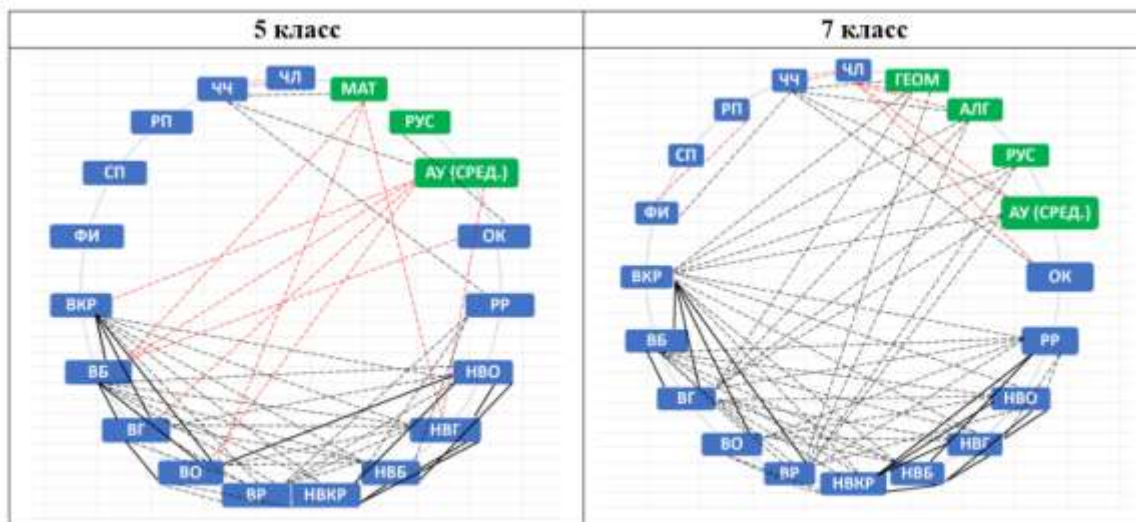 5 класс
7 класс
ЧЛ
ЧЧ
МАТ
РП
РУС
СП
АУ (СРЕД.)
ФИ
ОК
ВКР
РР
ВБ
НВО
ВГ
НВГ
ВО
НВБ
ВР
НВКР
ЧЛ
ЧЧ
ГЕОМ
РП
АЛГ
СП
РУС
ФИ
АУ (СРЕД.)
ВКР
ОК
ВБ
РР
ВГ
НВО
ВО
НВГ
ВР
НВБ
НВКР